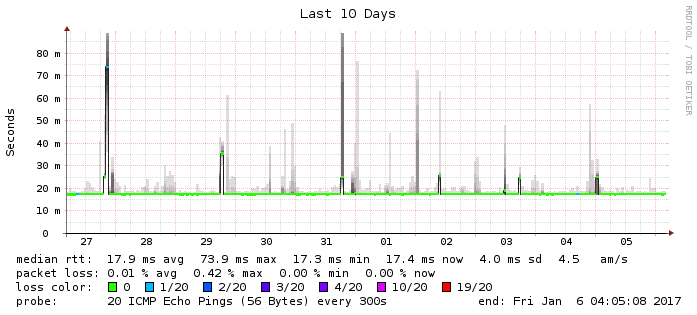 Last 10 Days
RRDTOOL / TOBI OETIKER
Seconds
80 m
70 m
60 m
50 m
40 m
30 m
20 m
10 m
0
27 28 29 30 31 01 02 03 04 05
median rtt: 17.9 ms avg 73.9 ms max 17.3 ms min 17.4 ms now 4.0 ms sd 4.5 am/s
packet loss: 0.01 % avg 0.42 % max 0.00 % min 0.00 % now
loss color: 0 1/20 2/20 3/20 4/20 10/20 19/20
probe: 20 ICMP Echo Pings (56 Bytes) every 300s end: Fri Jan 6 04:05:08 2017